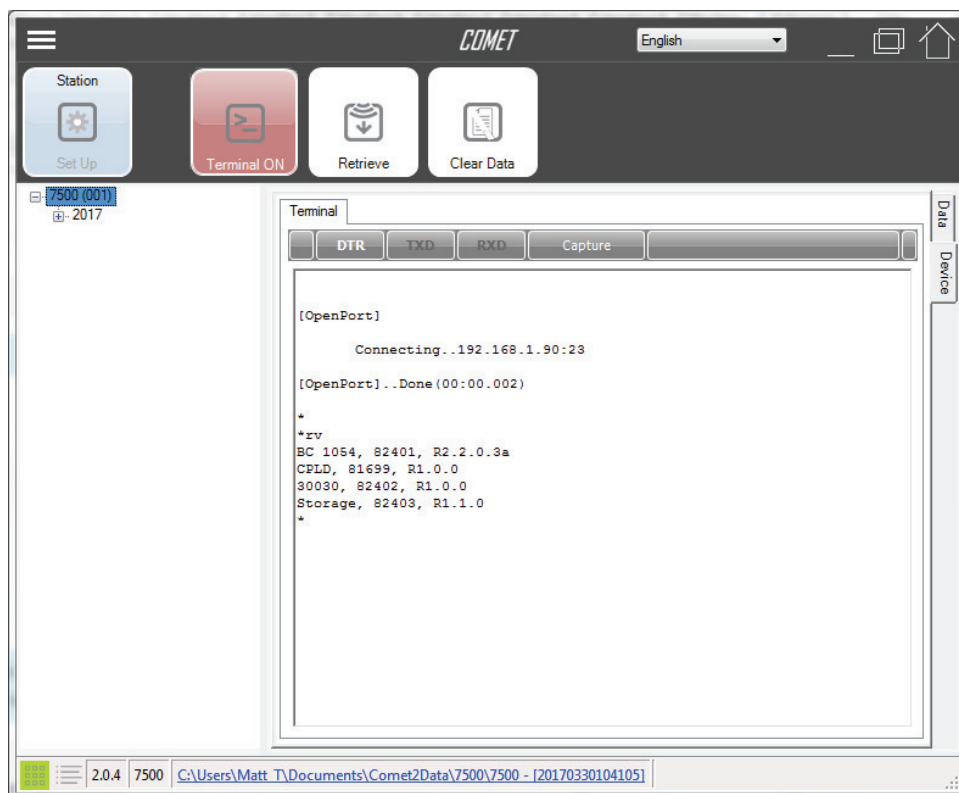 COMET
English
Station
Set Up
Terminal ON
Retrieve
Clear Data
7500 (001)
2017
Terminal
DTR TXD RXD Capture
[OpenPort]
Connecting..192.168.1.90:23
[OpenPort]..Done(00:00.002)
*
*rv
BC 1054, 82401, R2.2.0.3a
CPLD, 81699, R1.0.0
30030, 82402, R1.0.0
Storage, 82403, R1.1.0
*
Data
Device
2.0.4 7500 C:\Users\Matt_T\Documents\Comet2Data\7500\7500 - [20170330104105]